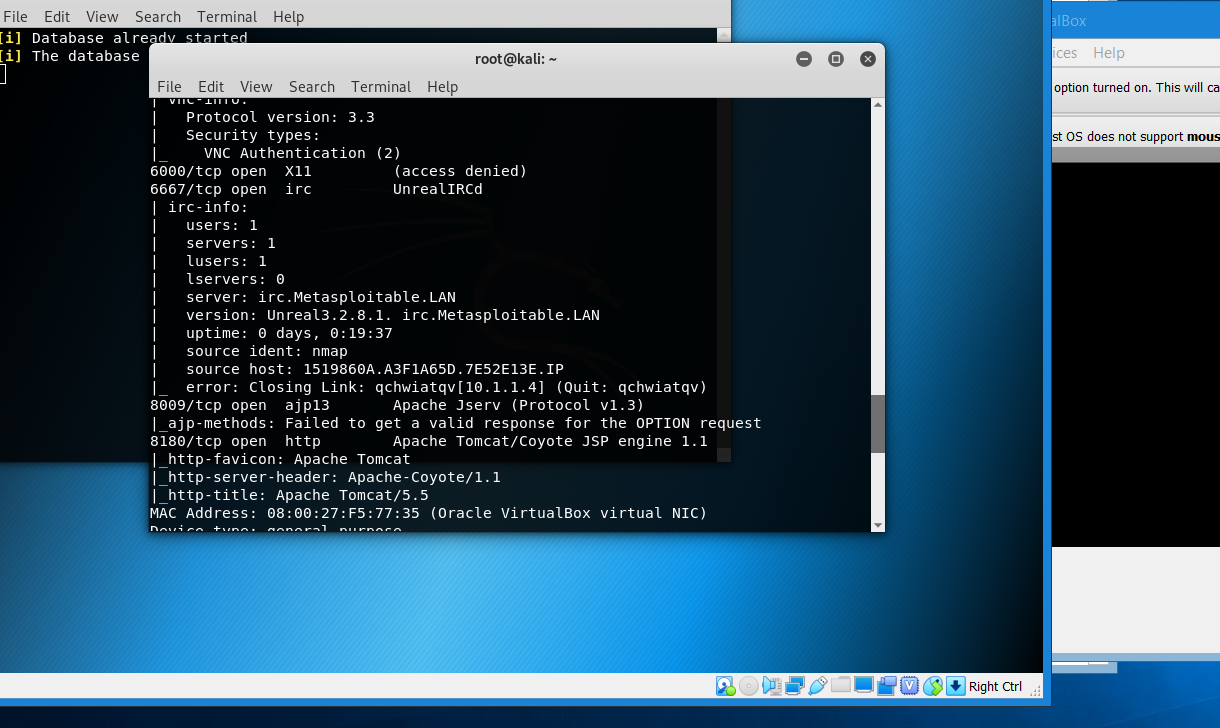 File Edit View Search Terminal Help
[i] Database already started
[i] The database
root@kali: ~
File Edit View Search Terminal Help
| vnc-info:
|   Protocol version: 3.3
|   Security types:
|_    VNC Authentication (2)
6000/tcp open  X11         (access denied)
6667/tcp open  irc         UnrealIRCd
| irc-info:
|   users: 1
|   servers: 1
|   lusers: 1
|   lservers: 0
|   server: irc.Metasploitable.LAN
|   version: Unreal3.2.8.1. irc.Metasploitable.LAN
|   uptime: 0 days, 0:19:37
|   source ident: nmap
|   source host: 1519860A.A3F1A65D.7E52E13E.IP
|_  error: Closing Link: qchwiatqv[10.1.1.4] (Quit: qchwiatqv)
8009/tcp open  ajp13       Apache Jserv (Protocol v1.3)
|_ajp-methods: Failed to get a valid response for the OPTION request
8180/tcp open  http        Apache Tomcat/Coyote JSP engine 1.1
|_http-favicon: Apache Tomcat
|_http-server-header: Apache-Coyote/1.1
|_http-title: Apache Tomcat/5.5
MAC Address: 08:00:27:F5:77:35 (Oracle VirtualBox virtual NIC)
Device type: general purpose
alBox
ices Help
option turned on. This will ca
st OS does not support mous
V
Right Ctrl